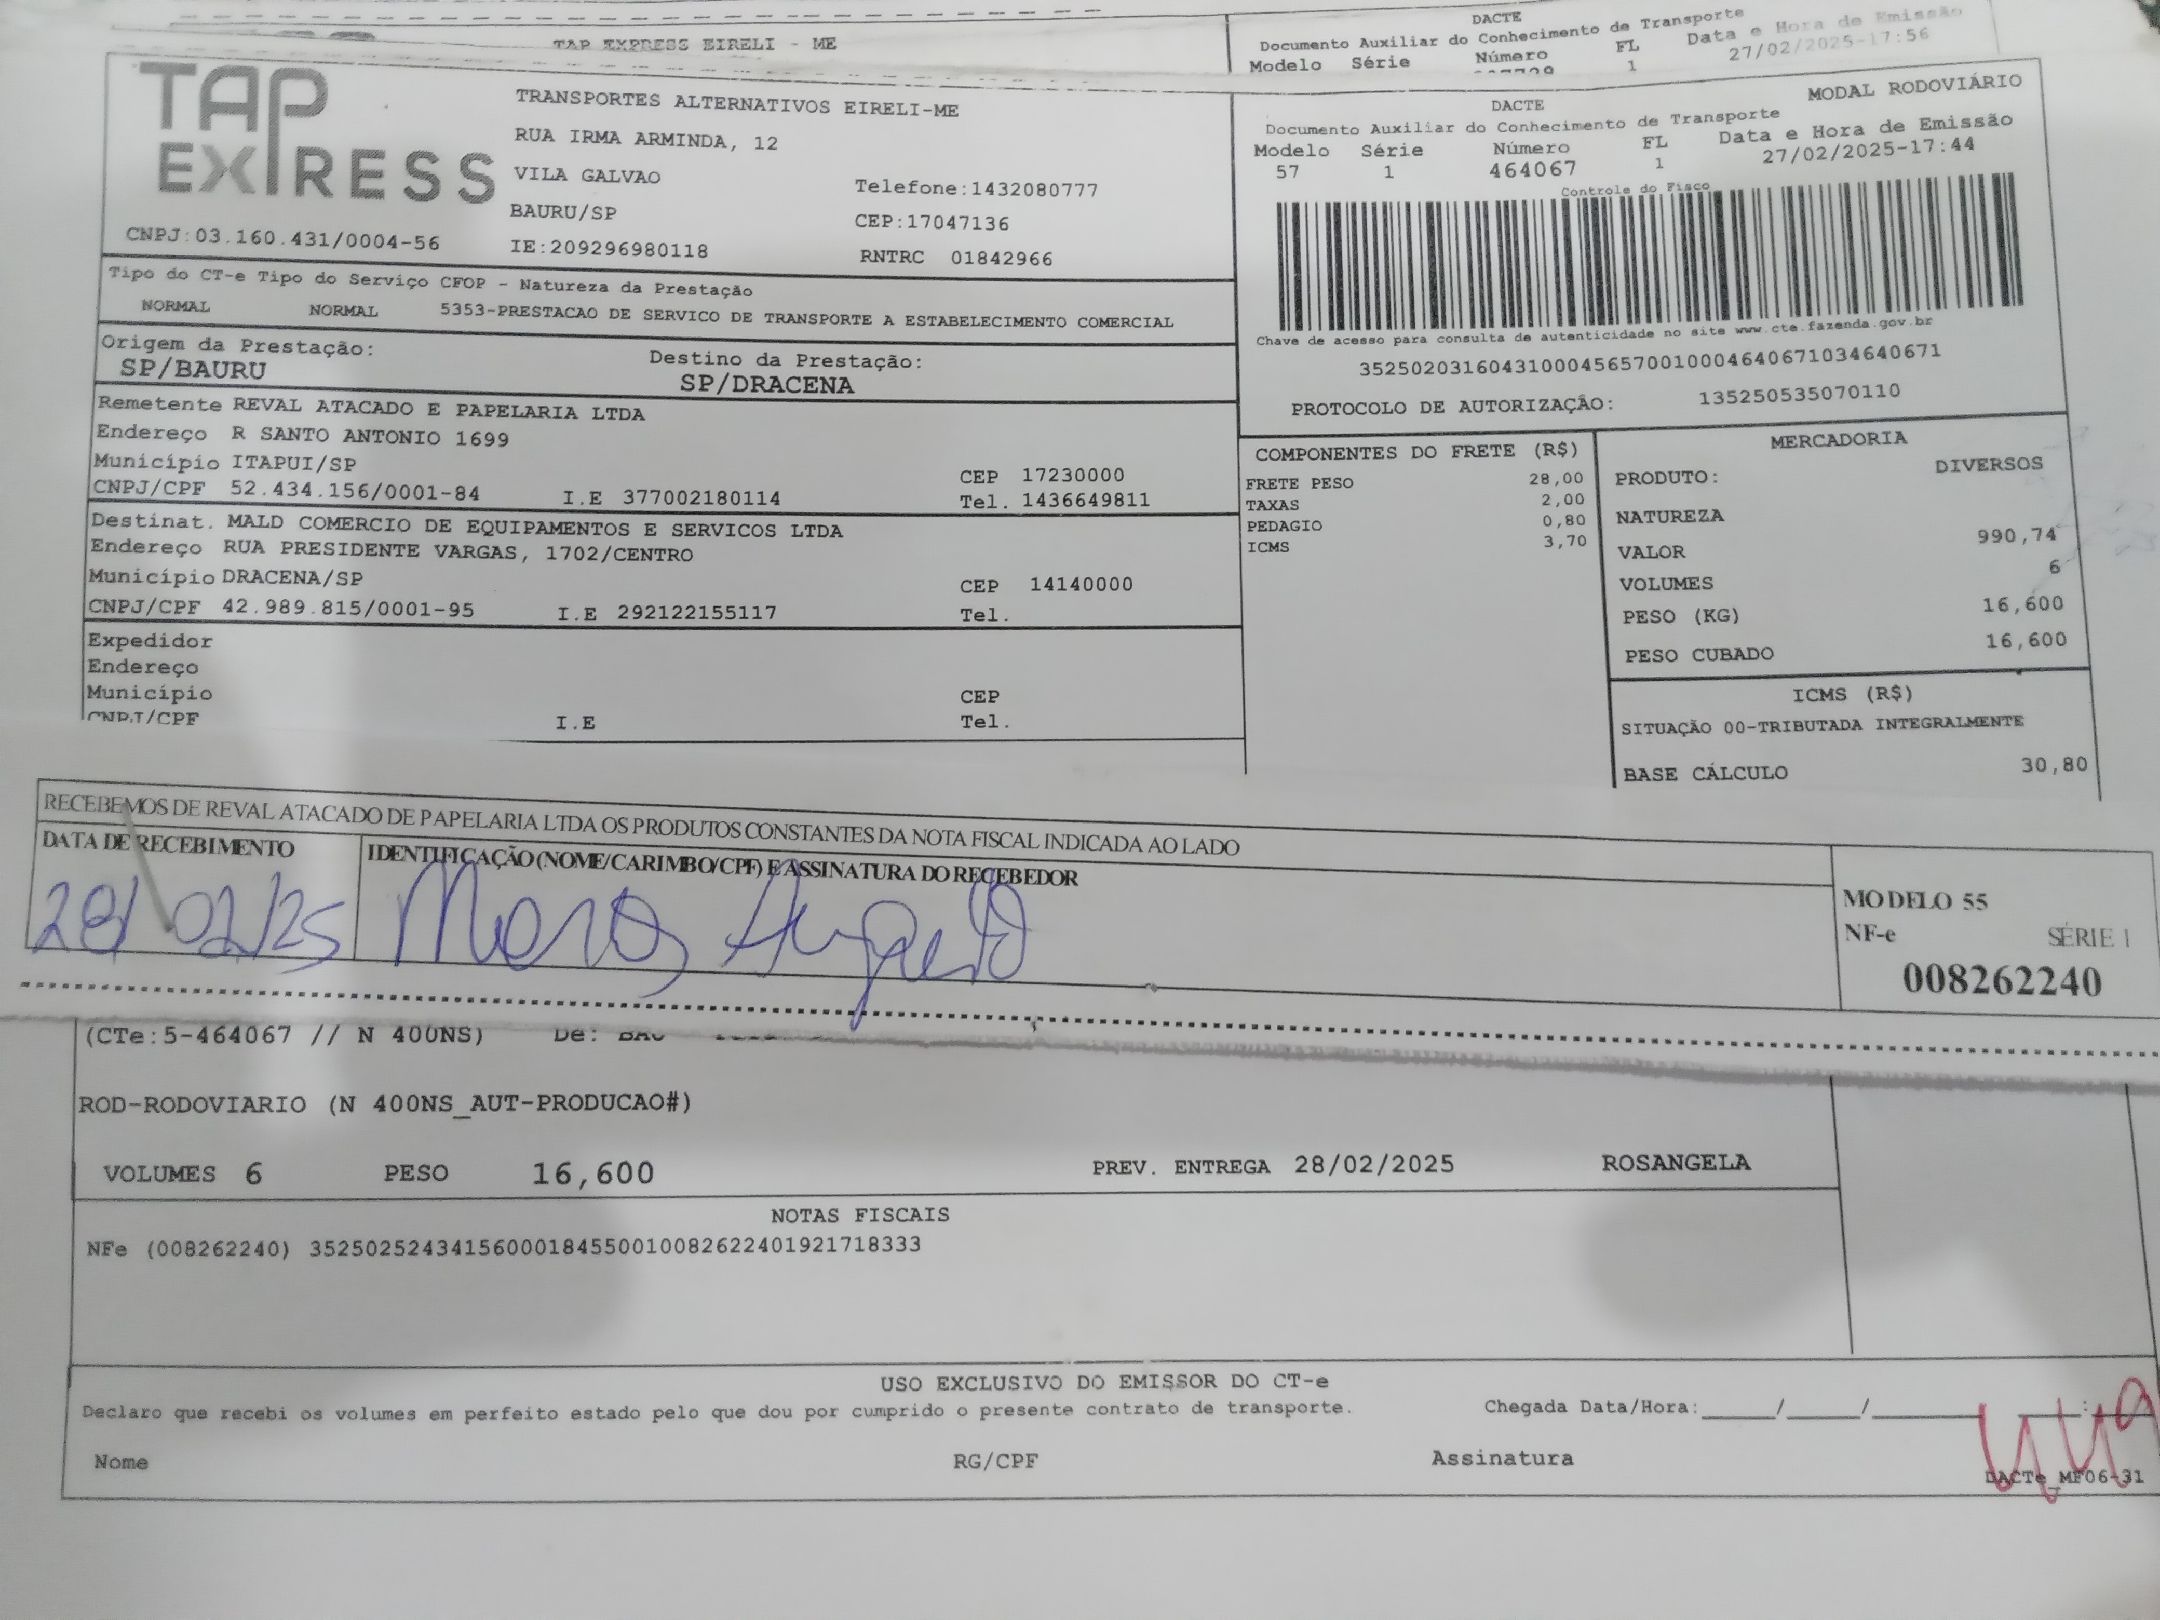 TAP EXPRESS EIRELI - ME
DACTE
Documento Auxiliar do Conhecimento de Transporte
Modelo Série Número FL Data e Hora de Emissão
1 27/02/2025-17:56
TAP EXPRESS
CNPJ:03.160.431/0004-56
TRANSPORTES ALTERNATIVOS EIRELI-ME
RUA IRMA ARMINDA, 12
VILA GALVAO
BAURU/SP
IE:209296980118
Telefone:1432080777
CEP:17047136
RNTRC 01842966
MODAL RODOVIÁRIO
DACTE
Documento Auxiliar do Conhecimento de Transporte
Modelo Série Número FL Data e Hora de Emissão
57 1 464067 1 27/02/2025-17:44
Controle do Fisco
Chave de acesso para consulta de autenticidade no site www.cte.fazenda.gov.br
35250203160431000456570010004640671034640671
PROTOCOLO DE AUTORIZAÇÃO: 135250535070110
Tipo do CT-e Tipo do Serviço CFOP - Natureza da Prestação
NORMAL NORMAL 5353-PRESTACAO DE SERVICO DE TRANSPORTE A ESTABELECIMENTO COMERCIAL
Origem da Prestação: Destino da Prestação:
SP/BAURU SP/DRACENA
Remetente REVAL ATACADO E PAPELARIA LTDA
Endereço R SANTO ANTONIO 1699
Município ITAPUI/SP CEP 17230000
CNPJ/CPF 52.434.156/0001-84 I.E 377002180114 Tel. 1436649811
Destinat. MALD COMERCIO DE EQUIPAMENTOS E SERVICOS LTDA
Endereço RUA PRESIDENTE VARGAS, 1702/CENTRO
Município DRACENA/SP CEP 14140000
CNPJ/CPF 42.989.815/0001-95 I.E 292122155117 Tel.
Expedidor
Endereço
Município CEP
CNPJ/CPF I.E Tel.
COMPONENTES DO FRETE (R$)
FRETE PESO 28,00
TAXAS 2,00
PEDAGIO 0,80
ICMS 3,70
MERCADORIA
PRODUTO: DIVERSOS
NATUREZA
VALOR 990,74
VOLUMES 6
PESO (KG) 16,600
PESO CUBADO 16,600
ICMS (R$)
SITUAÇÃO 00-TRIBUTADA INTEGRALMENTE
BASE CÁLCULO 30,80
RECEBEMOS DE REVAL ATACADO DE PAPELARIA LTDA OS PRODUTOS CONSTANTES DA NOTA FISCAL INDICADA AO LADO
DATA DE RECEBIMENTO IDENTIFICAÇÃO (NOME/CARIMBO/CPF) E ASSINATURA DO RECEBEDOR
28/02/25
MODELO 55
NF-e SÉRIE 1
008262240
(CTe:5-464067 // N 400NS) De:
ROD-RODOVIARIO (N 400NS_AUT-PRODUCAO#)
VOLUMES 6 PESO 16,600 PREV. ENTREGA 28/02/2025 ROSANGELA
NOTAS FISCAIS
NFe (008262240) 35250252434156000184550010082622401921718333
USO EXCLUSIVO DO EMISSOR DO CT-e
Declaro que recebi os volumes em perfeito estado pelo que dou por cumprido o presente contrato de transporte. Chegada Data/Hora:_____/_____/________ ____:____
Nome RG/CPF Assinatura
DACTe_MF06-31